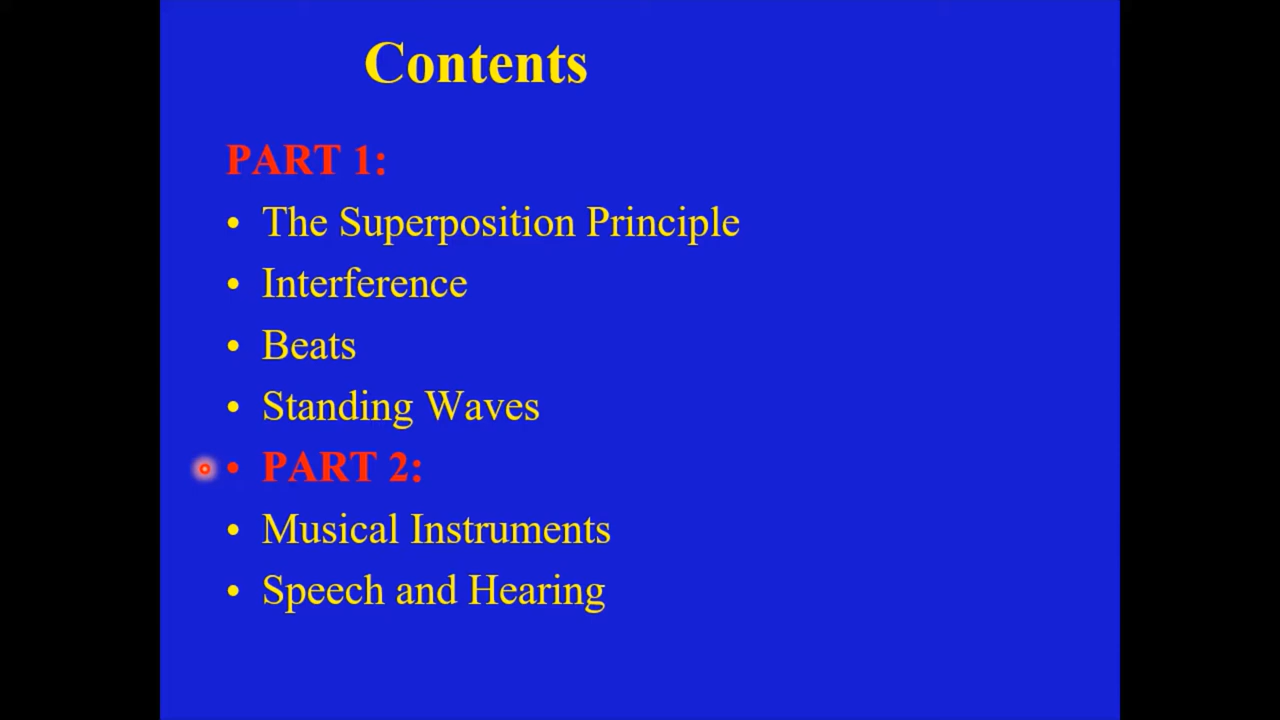 Contents
PART 1:
• The Superposition Principle
• Interference
• Beats
• Standing Waves
• PART 2:
• Musical Instruments
• Speech and Hearing